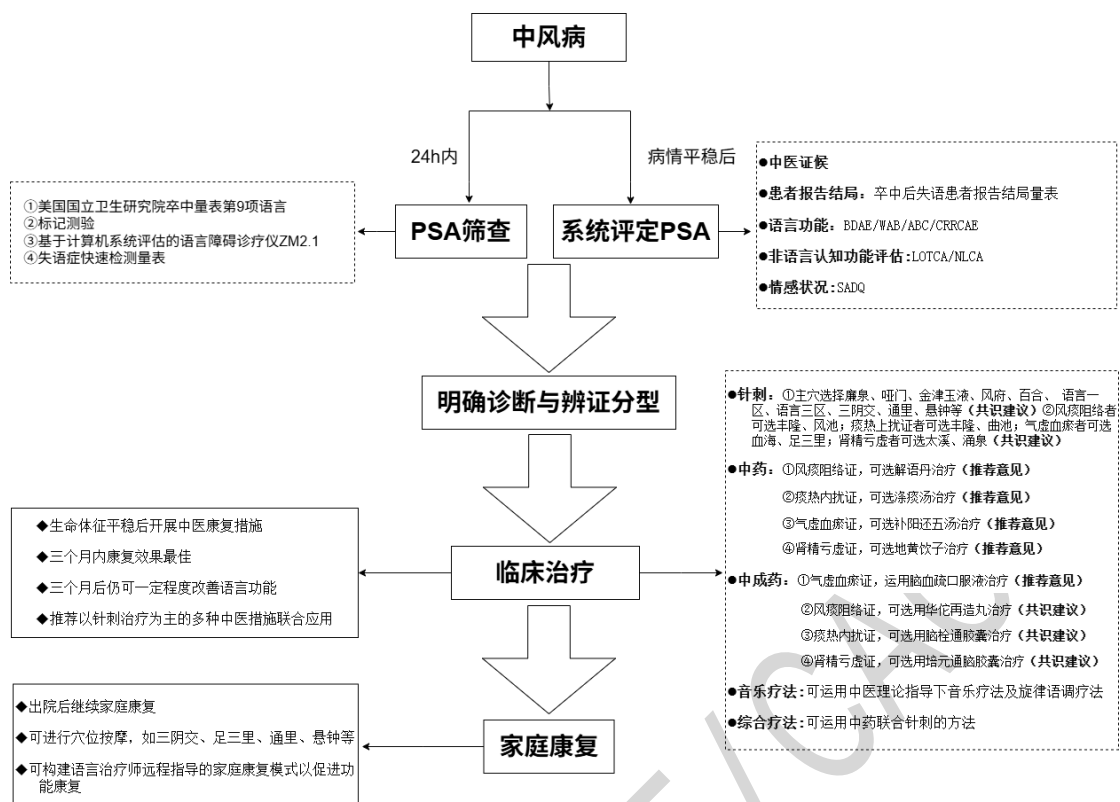 中风病
24h内
病情平稳后
①美国国立卫生研究院卒中量表第9项语言
②标记测验
③基于计算机系统评估的语言障碍诊疗仪ZM2.1
④失语症快速检测量表
PSA筛查
系统评定PSA
●中医证候
●患者报告结局：卒中后失语患者报告结局量表
●语言功能：BDAE/WAB/ABC/CRRCAE
●非语言认知功能评估:LOTCA/NLCA
●情感状况:SADQ
明确诊断与辨证分型
●针刺：①主穴选择廉泉、哑门、金津玉液、风府、百合、 语言一
区、语言三区、三阴交、通里、悬钟等(共识建议)②风痰阻络者
可选丰隆、风池；痰热上扰证者可选丰隆、曲池；气虚血瘀者可选
血海、足三里；肾精亏虚者可选太溪、涌泉(共识建议)
●中药：①风痰阻络证，可选解语丹治疗(推荐意见)
②痰热内扰证，可选涤痰汤治疗(推荐意见)
③气虚血瘀证，可选补阳还五汤治疗(推荐意见)
④肾精亏虚证，可选地黄饮子治疗(推荐意见)
●中成药：①气虚血瘀证，运用脑血疏口服液治疗(推荐意见)
②风痰阻络证，可选用华佗再造丸治疗(共识建议)
③痰热内扰证，可选用脑栓通胶囊治疗(共识建议)
④肾精亏虚证，可选用培元通脑胶囊治疗(共识建议)
●音乐疗法:可运用中医理论指导下音乐疗法及旋律语调疗法
●综合疗法:可运用中药联合针刺的方法
◆生命体征平稳后开展中医康复措施
◆三个月内康复效果最佳
◆三个月后仍可一定程度改善语言功能
◆推荐以针刺治疗为主的多种中医措施联合应用
临床治疗
◆出院后继续家庭康复
◆可进行穴位按摩，如三阴交、足三里、通里、悬钟等
◆可构建语言治疗师远程指导的家庭康复模式以促进功
能康复
家庭康复